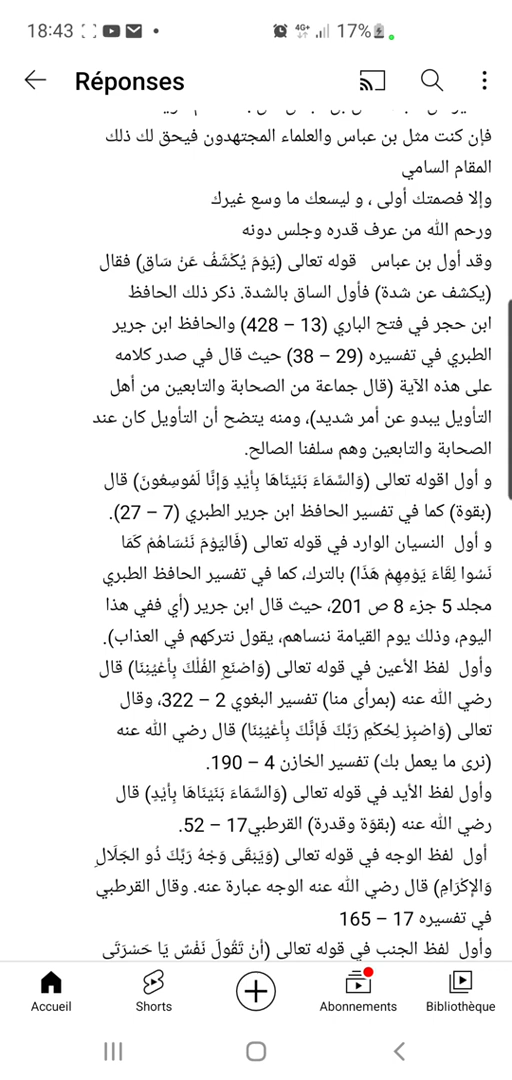 18:43
4G+
17%
Réponses
فإن كنت مثل بن عباس والعلماء المجتهدون فيحق لك ذلك
المقام السامي
وإلا فصمتك أولى ، و ليسعك ما وسع غيرك
ورحم الله من عرف قدره وجلس دونه
وقد أول بن عباس قوله تعالى (يَوْمَ يُكْشَفُ عَنْ سَاقٍ) فقال
(يكشف عن شدة) فأول الساق بالشدة. ذكر ذلك الحافظ
ابن حجر في فتح الباري (13 – 428) والحافظ ابن جرير
الطبري في تفسيره (29 – 38) حيث قال في صدر كلامه
على هذه الآية (قال جماعة من الصحابة والتابعين من أهل
التأويل يبدو عن أمر شديد)، ومنه يتضح أن التأويل كان عند
الصحابة والتابعين وهم سلفنا الصالح.
و أول اقوله تعالى (وَالسَّمَاءَ بَنَيْنَاهَا بِأَيْدٍ وَإِنَّا لَمُوسِعُونَ) قال
(بقوة) كما في تفسير الحافظ ابن جرير الطبري (7 – 27).
و أول النسيان الوارد في قوله تعالى (فَاليَوْمَ نَنْسَاهُمْ كَمَا
نَسُوا لِقَاءَ يَوْمِهِمْ هَذَا) بالترك، كما في تفسير الحافظ الطبري
مجلد 5 جزء 8 ص 201، حيث قال ابن جرير (أي ففي هذا
اليوم، وذلك يوم القيامة ننساهم، يقول نتركهم في العذاب).
وأول لفظ الأعين في قوله تعالى (وَاصْنَعِ الفُلْكَ بِأَعْيُنِنَا) قال
رضي الله عنه (بمرأى منا) تفسير البغوي 2 – 322، وقال
تعالى (وَاصْبِرْ لِحُكْمِ رَبِّكَ فَإِنَّكَ بِأَعْيُنِنَا) قال رضي الله عنه
(نرى ما يعمل بك) تفسير الخازن 4 – 190.
وأول لفظ الأيد في قوله تعالى (وَالسَّمَاءَ بَنَيْنَاهَا بِأَيْدٍ) قال
رضي الله عنه (بقوّة وقدرة) القرطبي17 – 52.
أول لفظ الوجه في قوله تعالى (وَيَبْقَى وَجْهُ رَبِّكَ ذُو الجَلَالِ
وَالإِكْرَامِ) قال رضي الله عنه الوجه عبارة عنه. وقال القرطبي
في تفسيره 17 – 165
وأول لفظ الجنب في قوله تعالى (أَنْ تَقُولَ نَفْسٌ يَا حَسْرَتَى
Accueil
Shorts
Abonnements
Bibliothèque